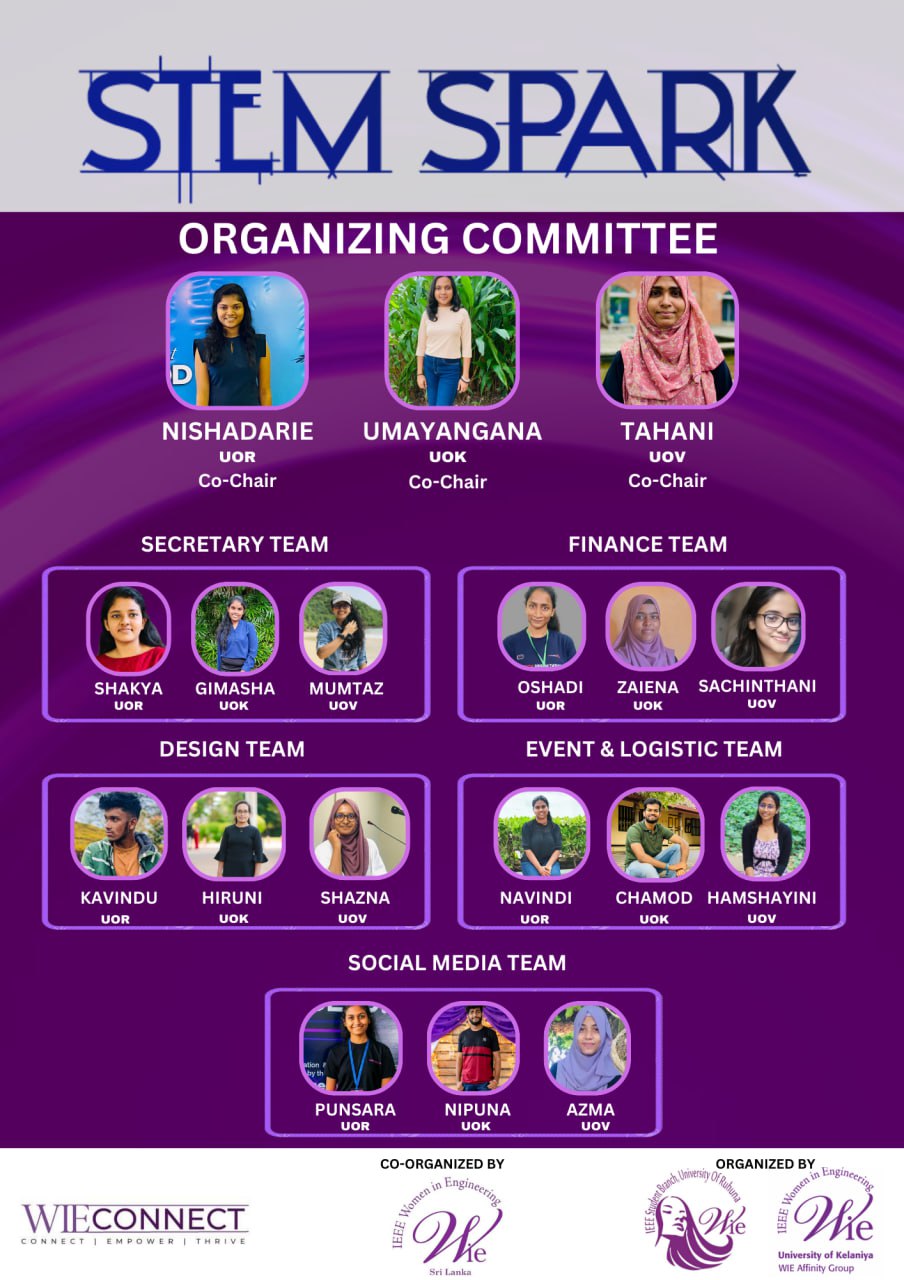 STEM SPARK
ORGANIZING COMMITTEE
D
NISHADARIE UMAYANGANA TAHANI
UOR UOK UOV
Co-Chair Co-Chair Co-Chair
SECRETARY TEAM
SHAKYA GIMASHA MUMTAZ
UOR UOK UOV
FINANCE TEAM
OSHADI ZAIENA SACHINTHANI
UOR UOK UOV
DESIGN TEAM
KAVINDU HIRUNI SHAZNA
UOR UOK UOV
EVENT & LOGISTIC TEAM
NAVINDI CHAMOD HAMSHAYINI
UOR UOK UOV
SOCIAL MEDIA TEAM
PUNSARA NIPUNA AZMA
UOR UOK UOV
WIECONNECT
CONNECT | EMPOWER | THRIVE
CO-ORGANIZED BY
IEEE Women in Engineering
Wie
Sri Lanka
ORGANIZED BY
IEEE Student Branch, University Of Ruhuna
Wie
IEEE Women in Engineering
Wie
University of Kelaniya
WIE Affinity Group